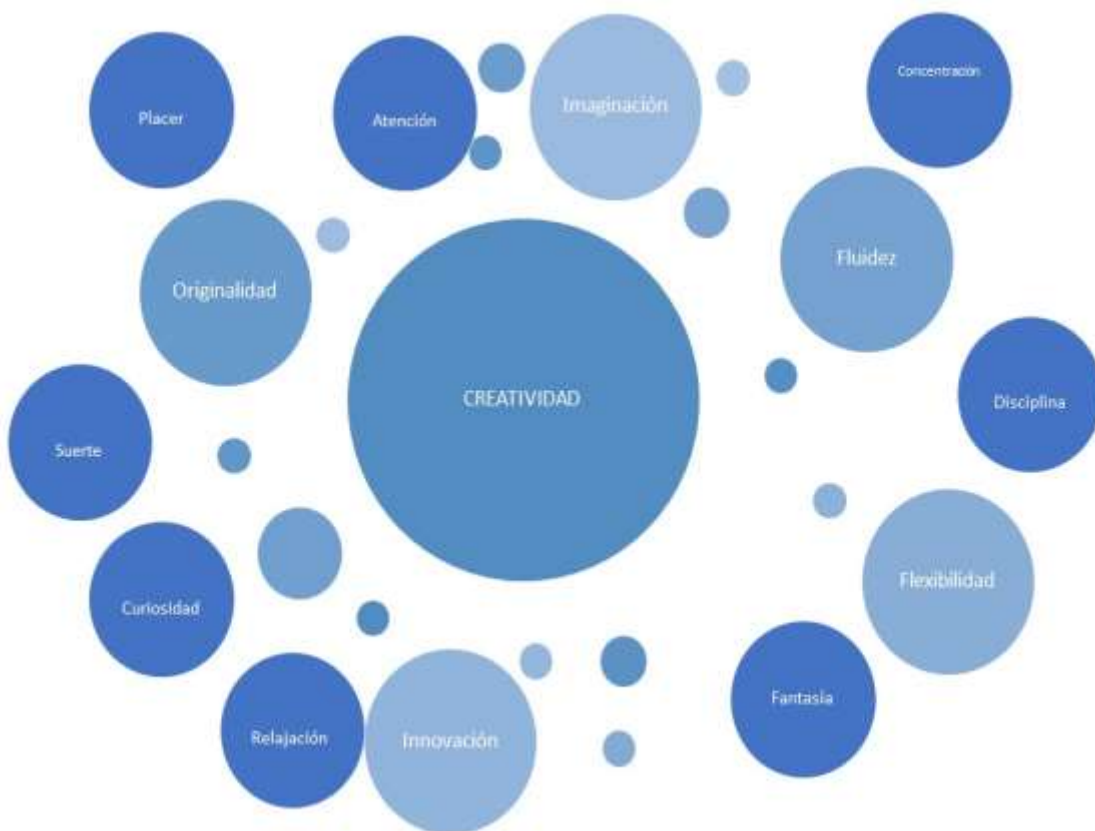 Concentración
Imaginación
Placer
Atención
Fluidez
Originalidad
CREATIVIDAD
Disciplina
Suerte
Flexibilidad
Curiosidad
Fantasía
Relajación
Innovación